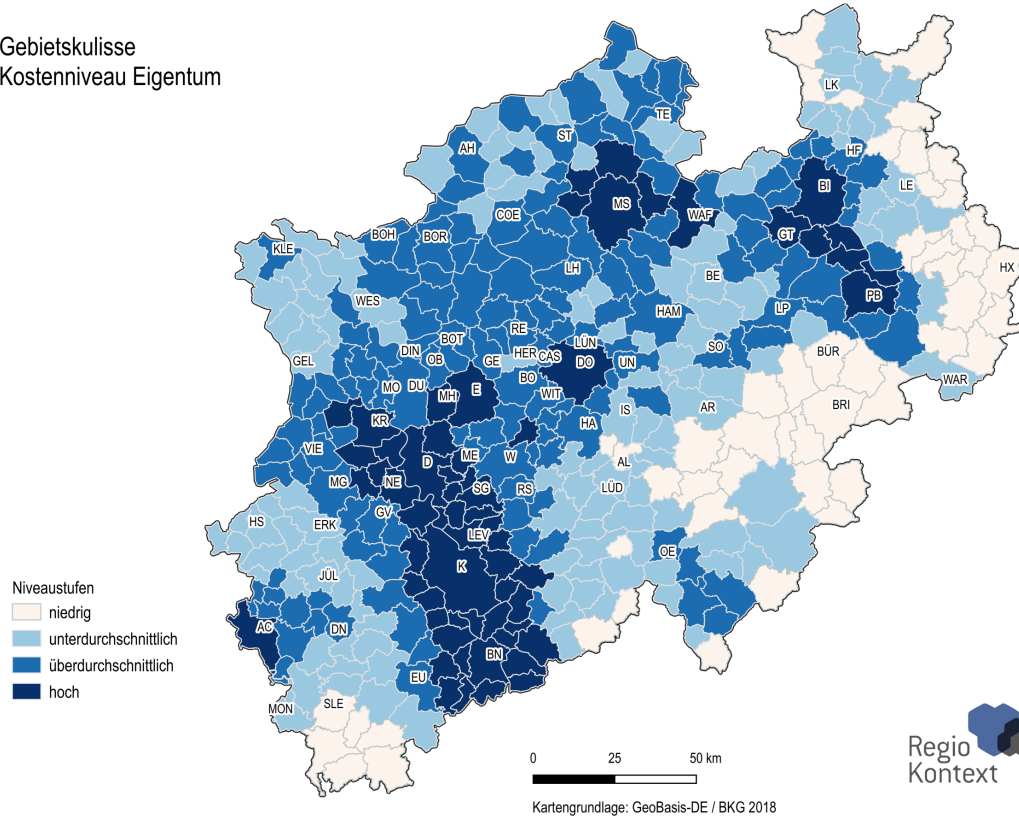 Gebietskulisse
Kostenniveau Eigentum
LK
TE
ST
AH
HF
BI
LE
MS
WAF
COE
GT
BOH
BOR
KLE
LH
BE
HX
PB
WES
HAM
LP
RE
BOT
LÜN
DIN
OB
GE
HER
CAS
DO
UN
SO
BÜR
GEL
WAR
MO
DU
MH
E
BO
WIT
BRI
KR
HA
IS
AR
VIE
D
ME
W
AL
MG
NE
SG
RS
LÜD
GV
HS
ERK
LEV
OE
K
JÜL
Niveaustufen
niedrig
unterdurchschnittlich
überdurchschnittlich
hoch
AC
DN
BN
EU
MON
SLE
0 25 50 km
Kartengrundlage: GeoBasis-DE / BKG 2018
Regio
Kontext